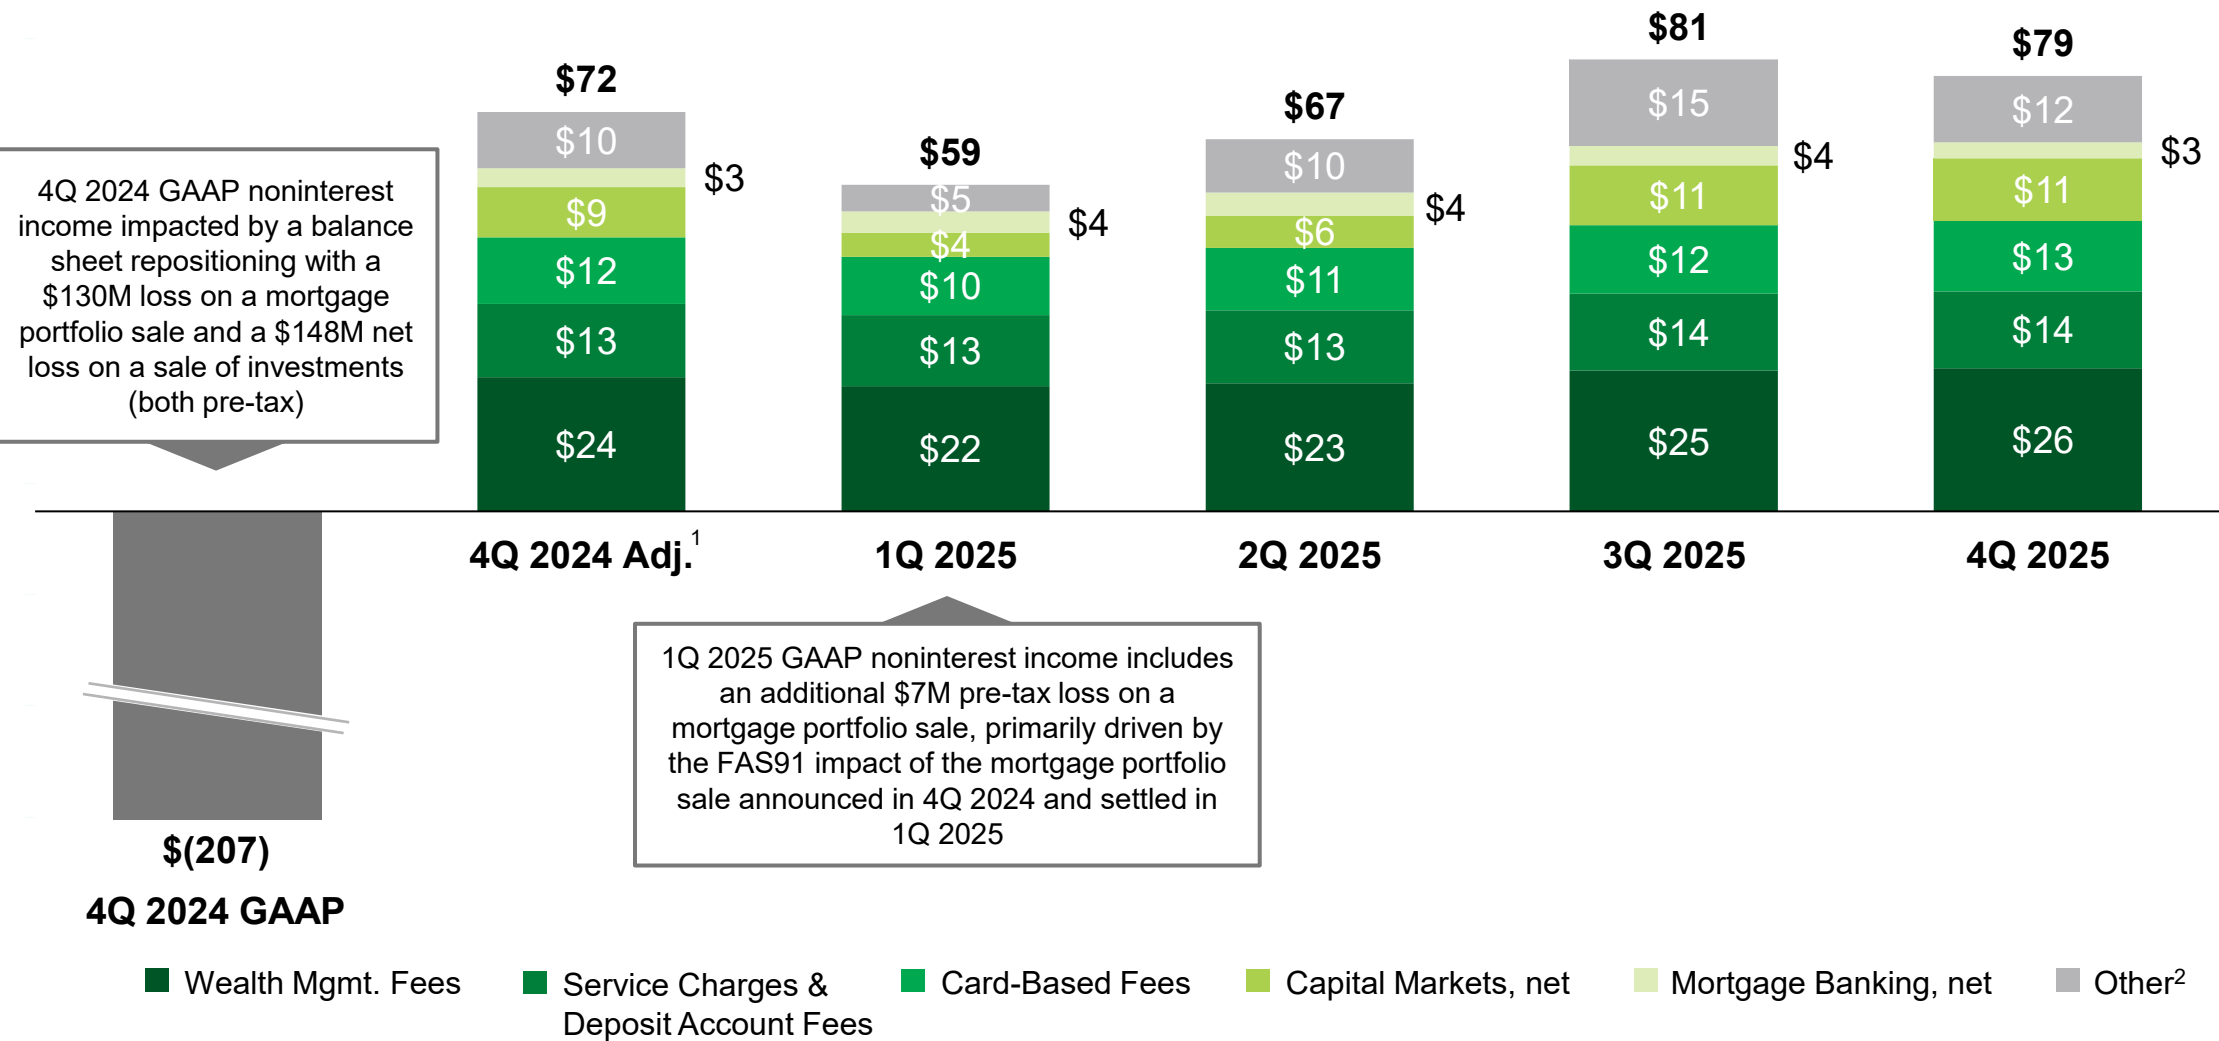 $72
$10
$3
$9
$12
$13
$24
4Q 2024 Adj.1
$59
$5
$4
$4
$10
$13
$22
1Q 2025
$67
$10
$4
$6
$11
$13
$23
2Q 2025
$81
$15
$4
$11
$12
$14
$25
3Q 2025
$79
$12
$3
$11
$13
$14
$26
4Q 2025
4Q 2024 GAAP noninterest
income impacted by a balance
sheet repositioning with a
$130M loss on a mortgage
portfolio sale and a $148M net
loss on a sale of investments
(both pre-tax)
$(207)
4Q 2024 GAAP
1Q 2025 GAAP noninterest income includes
an additional $7M pre-tax loss on a
mortgage portfolio sale, primarily driven by
the FAS91 impact of the mortgage portfolio
sale announced in 4Q 2024 and settled in
1Q 2025
Wealth Mgmt. Fees
Service Charges &
Deposit Account Fees
Card-Based Fees
Capital Markets, net
Mortgage Banking, net
Other2